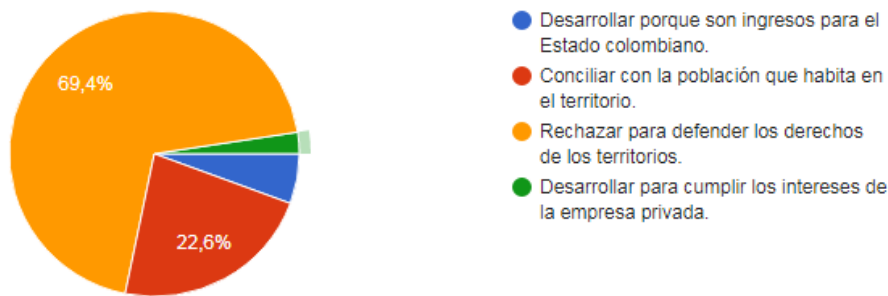 69,4%
22,6%
Desarrollar porque son ingresos para el
Estado colombiano.
Conciliar con la población que habita en
el territorio.
Rechazar para defender los derechos
de los territorios.
Desarrollar para cumplir los intereses de
la empresa privada.